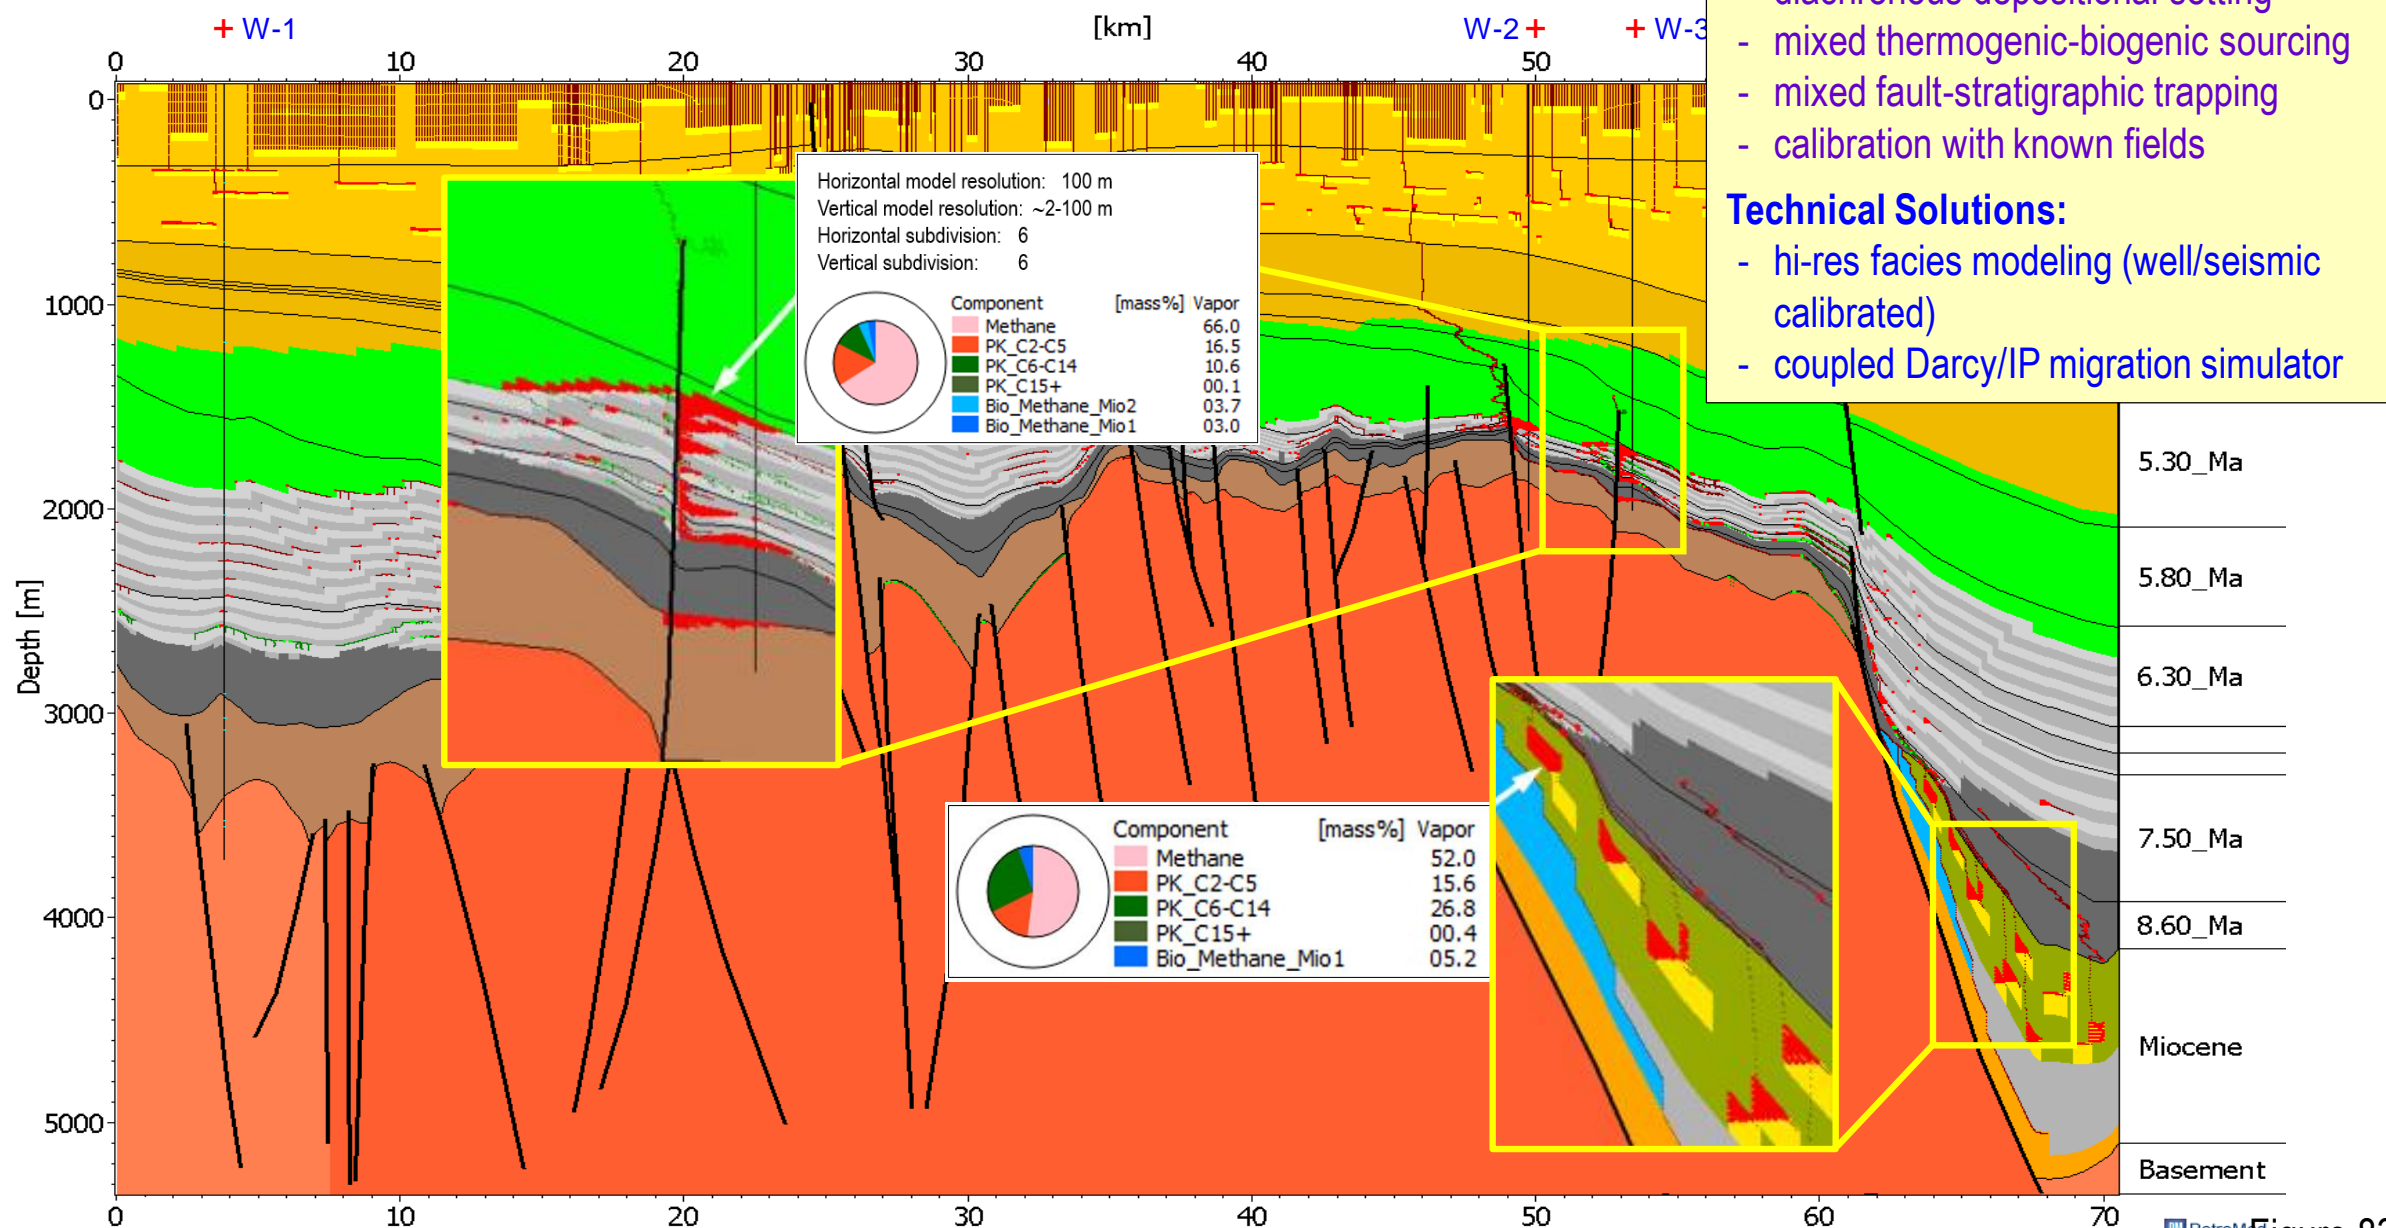 diachronous depositional setting
- mixed thermogenic-biogenic sourcing
- mixed fault-stratigraphic trapping
- calibration with known fields
Technical Solutions:
- hi-res facies modeling (well/seismic
calibrated)
- coupled Darcy/IP migration simulator
+ W-1
[km]
W-2 +
+ W-3
0 10 20 30 40 50
0
1000
2000
3000
4000
5000
Depth [m]
Horizontal model resolution: 100 m
Vertical model resolution: ~2-100 m
Horizontal subdivision: 6
Vertical subdivision: 6
Component [mass%] Vapor
Methane 66.0
PK_C2-C5 16.5
PK_C6-C14 10.6
PK_C15+ 00.1
Bio_Methane_Mio2 03.7
Bio_Methane_Mio1 03.0
Component [mass%] Vapor
Methane 52.0
PK_C2-C5 15.6
PK_C6-C14 26.8
PK_C15+ 00.4
Bio_Methane_Mio1 05.2
5.30_Ma
5.80_Ma
6.30_Ma
7.50_Ma
8.60_Ma
Miocene
Basement
0 10 20 30 40 50 60 70